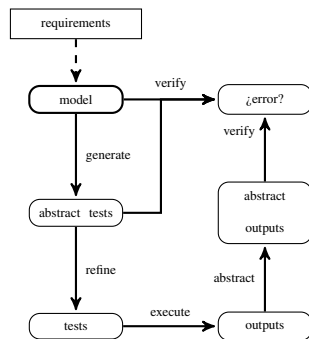 requirements
verify
model
¿error?
verify
generate
abstract
abstract tests
outputs
refine
abstract
execute
tests
outputs